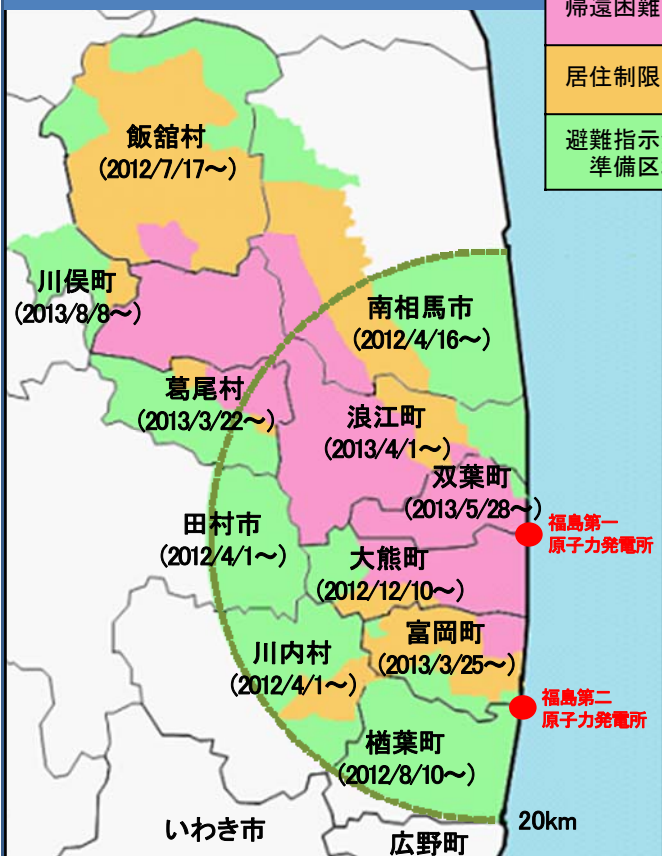 帰還困難
居住制限
避難指示
準備区
飯舘村
(2012/7/17～)
川俣町
(2013/8/8～)
南相馬市
(2012/4/16～)
葛尾村
(2013/3/22～)
浪江町
(2013/4/1～)
双葉町
(2013/5/28～)
福島第一
原子力発電所
田村市
(2012/4/1～)
大熊町
(2012/12/10～)
富岡町
(2013/3/25～)
川内村
(2012/4/1～)
福島第二
原子力発電所
楢葉町
(2012/8/10～)
20km
いわき市
広野町